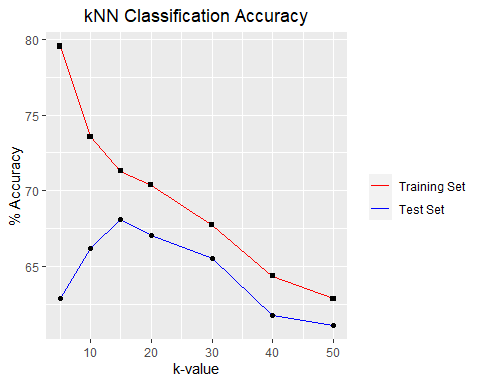 kNN Classification Accuracy
% Accuracy
80
75
70
65
10 20 30 40 50
k-value
Training Set
Test Set